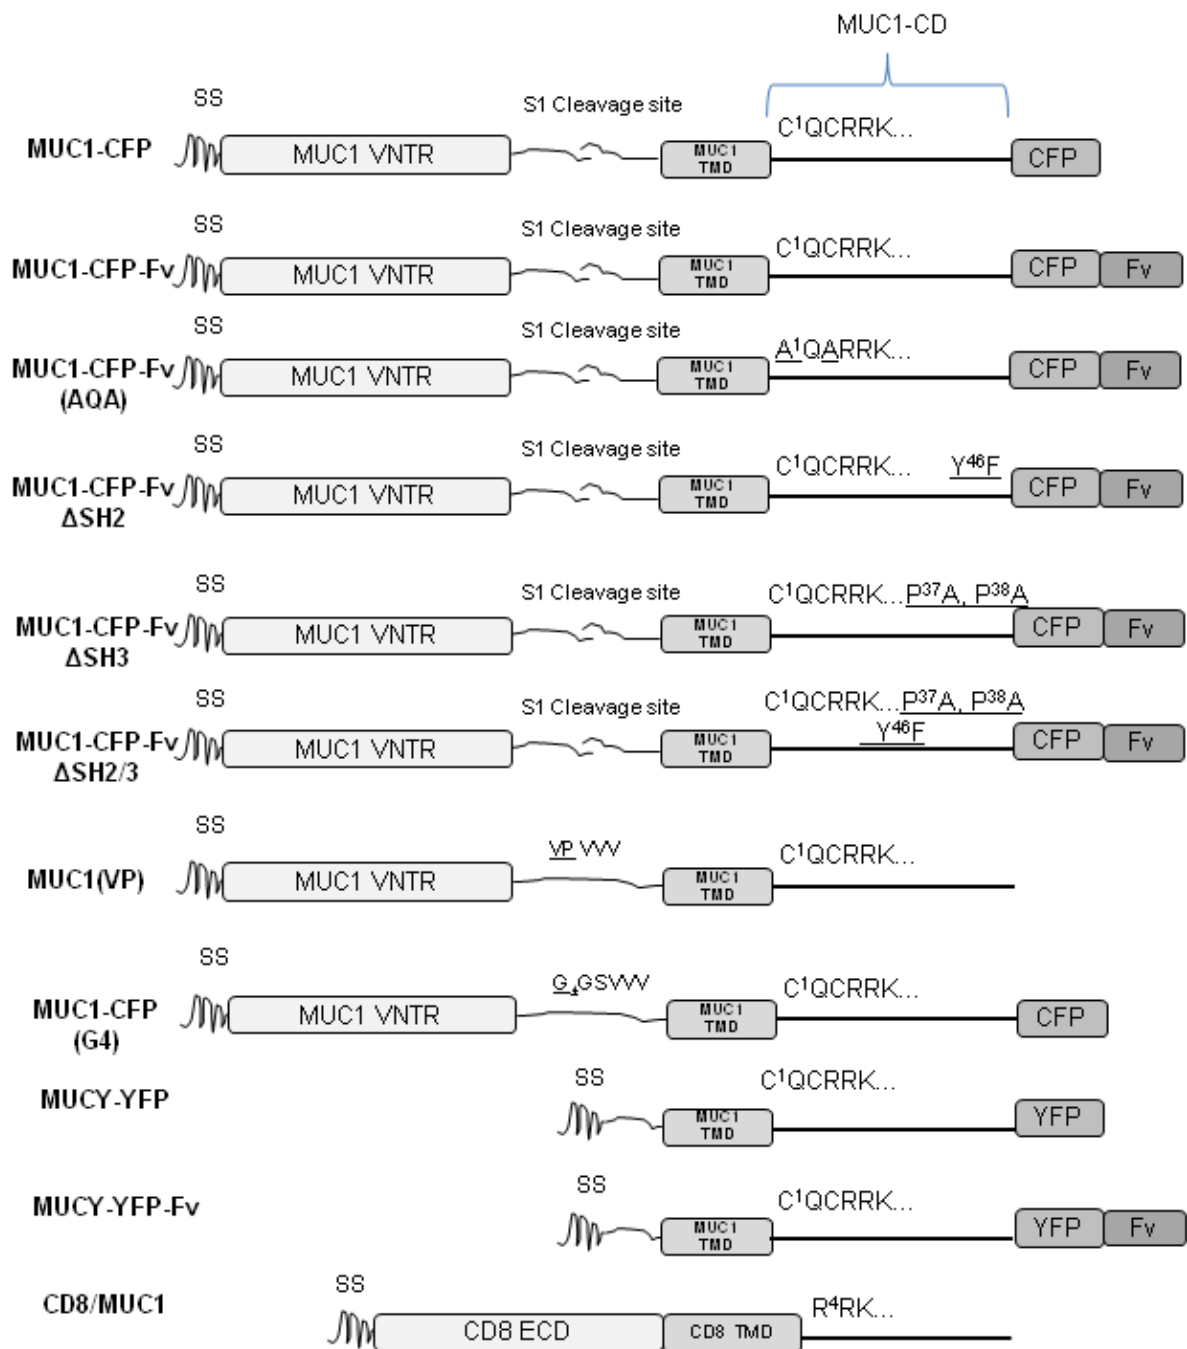 MUC1-CD
SS
S1 Cleavage site
C¹QCRRK...
MUC1-CFP
MUC1 VNTR
MUC1
TMD
CFP
SS
S1 Cleavage site
C¹QCRRK...
MUC1-CFP-Fv
MUC1 VNTR
MUC1
TMD
CFP
Fv
SS
S1 Cleavage site
A¹QARRK...
MUC1-CFP-Fv
(AQA)
MUC1 VNTR
MUC1
TMD
CFP
Fv
SS
S1 Cleavage site
C¹QCRRK...
Y⁴⁶F
MUC1-CFP-Fv
ΔSH2
MUC1 VNTR
MUC1
TMD
CFP
Fv
SS
S1 Cleavage site
C¹QCRRK...P³⁷A, P³⁸A
MUC1-CFP-Fv
ΔSH3
MUC1 VNTR
MUC1
TMD
CFP
Fv
SS
S1 Cleavage site
C¹QCRRK...P³⁷A, P³⁸A
Y⁴⁶F
MUC1-CFP-Fv
ΔSH2/3
MUC1 VNTR
MUC1
TMD
CFP
Fv
SS
VP VVV
C¹QCRRK...
MUC1(VP)
MUC1 VNTR
MUC1
TMD
SS
G₄GSVVV
C¹QCRRK...
MUC1-CFP
(G4)
MUC1 VNTR
MUC1
TMD
CFP
SS
C¹QCRRK...
MUCY-YFP
MUC1
TMD
YFP
SS
C¹QCRRK...
MUCY-YFP-Fv
MUC1
TMD
YFP
Fv
SS
R⁴RK...
CD8/MUC1
CD8 ECD
CD8 TMD